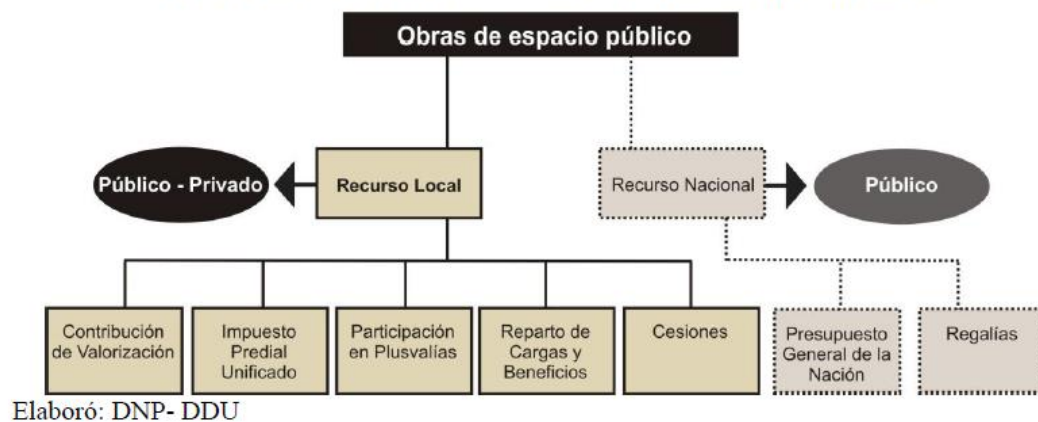 Obras de espacio público
Público - Privado
Recurso Local
Recurso Nacional
Público
Contribución
de Valorización
Impuesto
Predial
Unificado
Participación
en Plusvalías
Reparto de
Cargas y
Beneficios
Cesiones
Presupuesto
General de la
Nación
Regalías
Elaboró: DNP- DDU